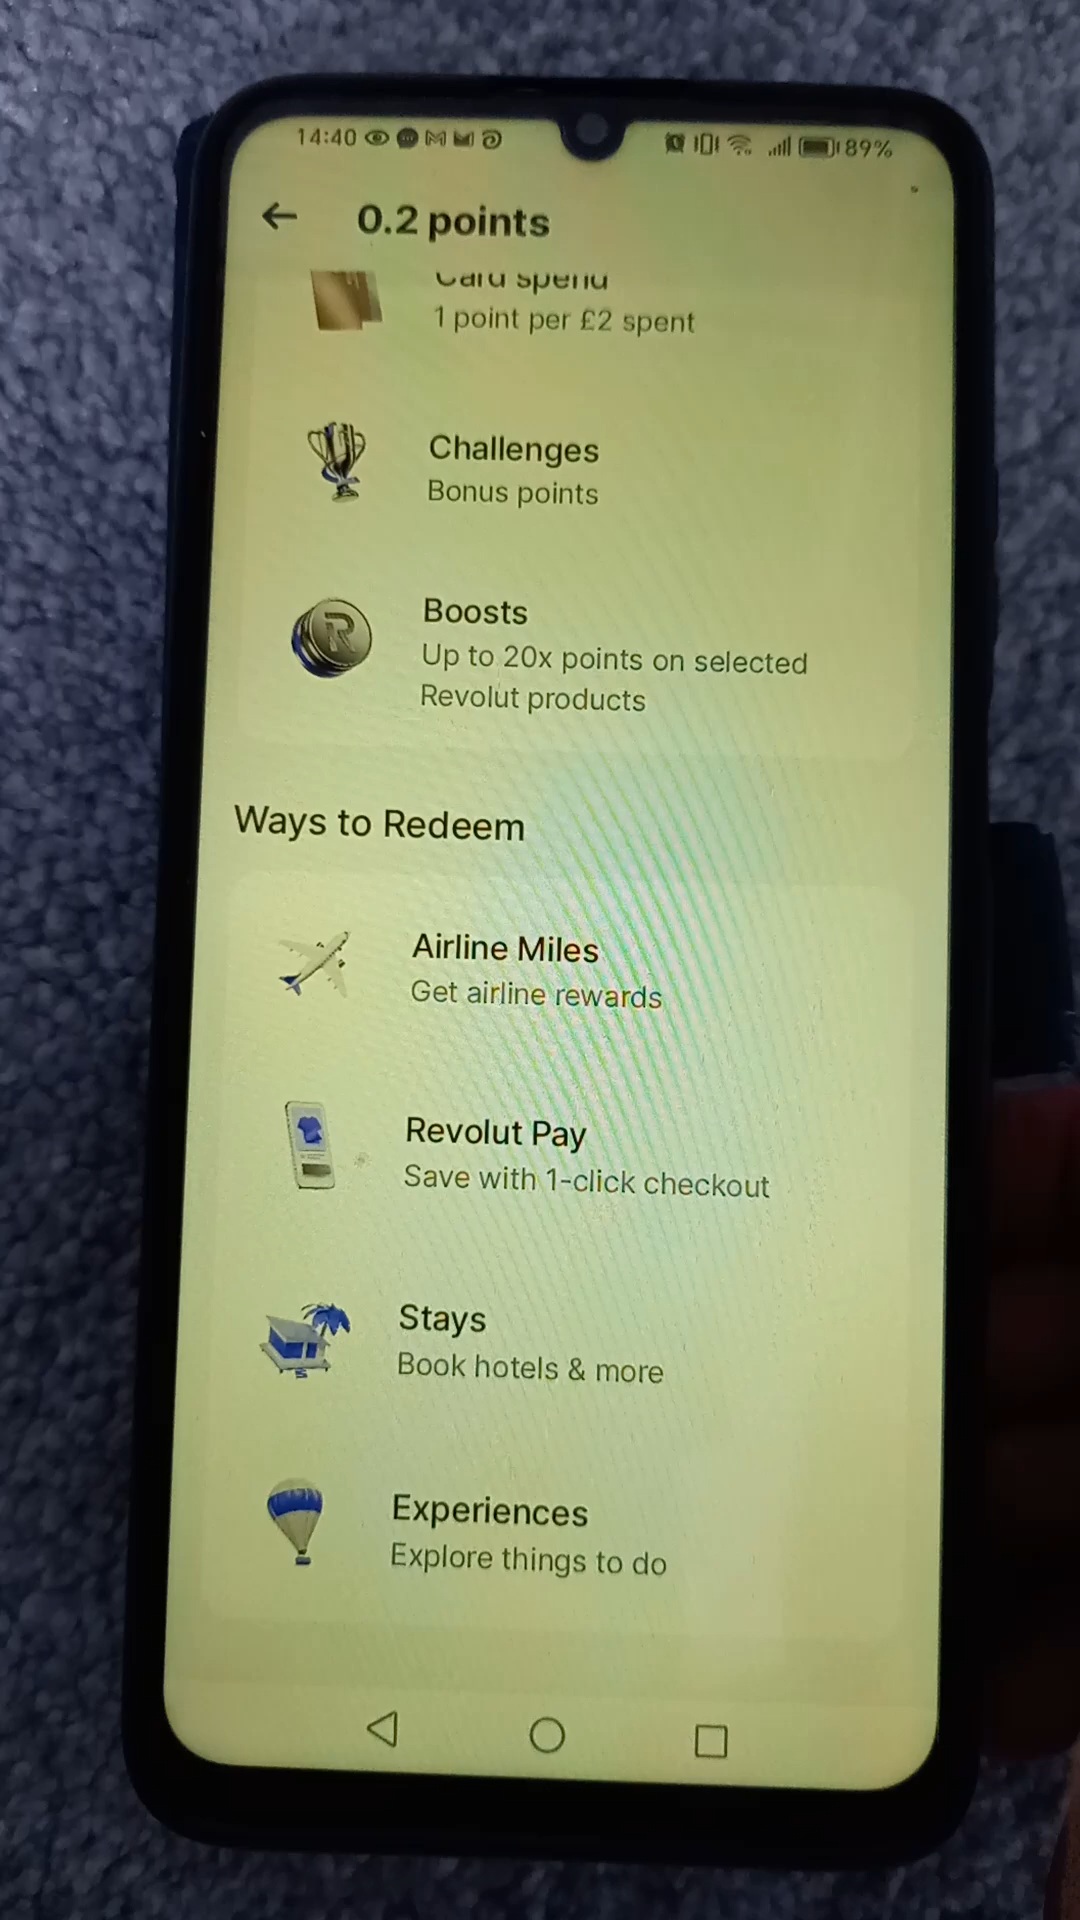 14:40
89%
0.2 points
Card spend
1 point per £2 spent
Challenges
Bonus points
R
Boosts
Up to 20x points on selected
Revolut products
Ways to Redeem
Airline Miles
Get airline rewards
Revolut Pay
Save with 1-click checkout
Stays
Book hotels & more
Experiences
Explore things to do